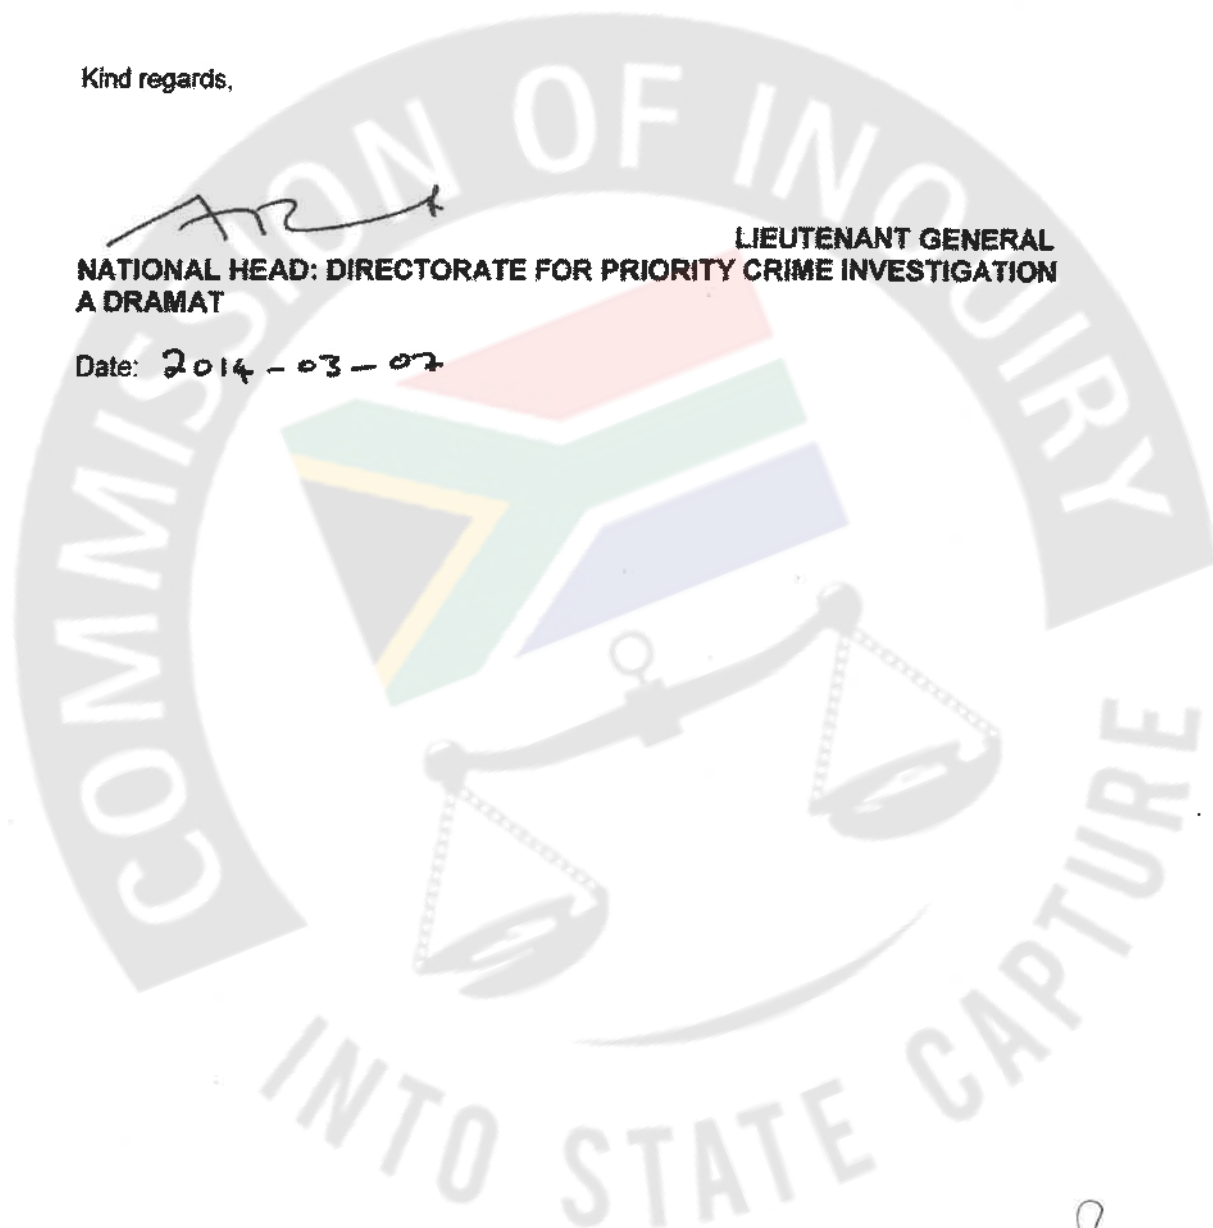 Kind regards,
LIEUTENANT GENERAL
NATIONAL HEAD: DIRECTORATE FOR PRIORITY CRIME INVESTIGATION
A DRAMAT
Date: 2014-03-07
COMMISSION OF INQUIRY
INTO STATE CAPTURE